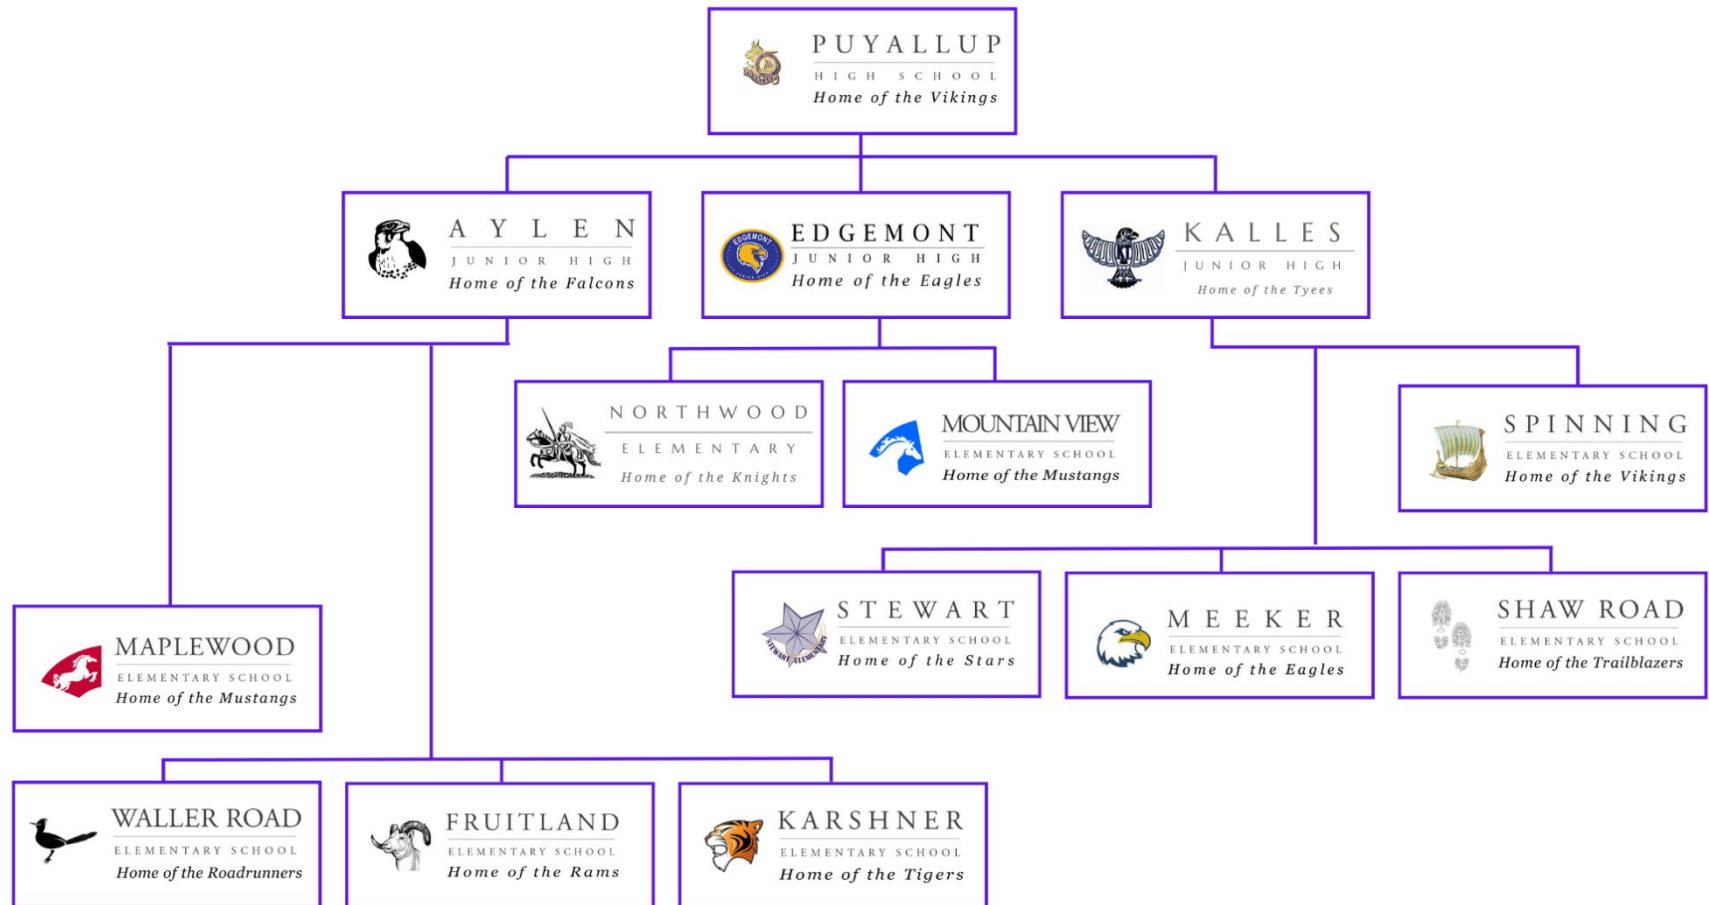 PUYALLUP
HIGH SCHOOL
Home of the Vikings
AYLEN
JUNIOR HIGH
Home of the Falcons
EDGEMONT
EDGEMONT
JUNIOR HIGH
Home of the Eagles
KALLES
JUNIOR HIGH
Home of the Tyees
NORTHWOOD
ELEMENTARY
Home of the Knights
MOUNTAIN VIEW
ELEMENTARY SCHOOL
Home of the Mustangs
SPINNING
ELEMENTARY SCHOOL
Home of the Vikings
STEWART ELEMENTARY
STEWART
ELEMENTARY SCHOOL
Home of the Stars
MEEKER
ELEMENTARY SCHOOL
Home of the Eagles
SHAW ROAD
ELEMENTARY SCHOOL
Home of the Trailblazers
MAPLEWOOD
ELEMENTARY SCHOOL
Home of the Mustangs
WALLER ROAD
ELEMENTARY SCHOOL
Home of the Roadrunners
FRUITLAND
ELEMENTARY SCHOOL
Home of the Rams
KARSHNER
ELEMENTARY SCHOOL
Home of the Tigers